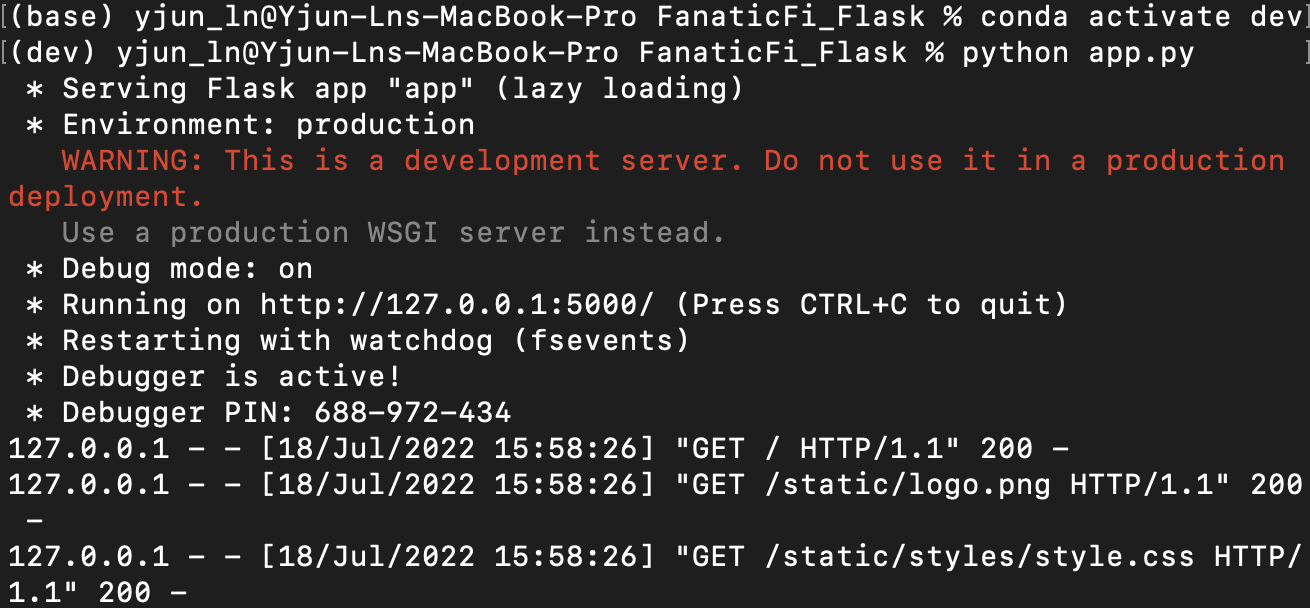 [(base) yjun_ln@Yjun-Lns-MacBook-Pro FanaticFi_Flask % conda activate dev]
[(dev) yjun_ln@Yjun-Lns-MacBook-Pro FanaticFi_Flask % python app.py ]
 * Serving Flask app "app" (lazy loading)
 * Environment: production
   WARNING: This is a development server. Do not use it in a production
deployment.
   Use a production WSGI server instead.
 * Debug mode: on
 * Running on http://127.0.0.1:5000/ (Press CTRL+C to quit)
 * Restarting with watchdog (fsevents)
 * Debugger is active!
 * Debugger PIN: 688-972-434
127.0.0.1 - - [18/Jul/2022 15:58:26] "GET / HTTP/1.1" 200 -
127.0.0.1 - - [18/Jul/2022 15:58:26] "GET /static/logo.png HTTP/1.1" 200
 -
127.0.0.1 - - [18/Jul/2022 15:58:26] "GET /static/styles/style.css HTTP/
1.1" 200 -